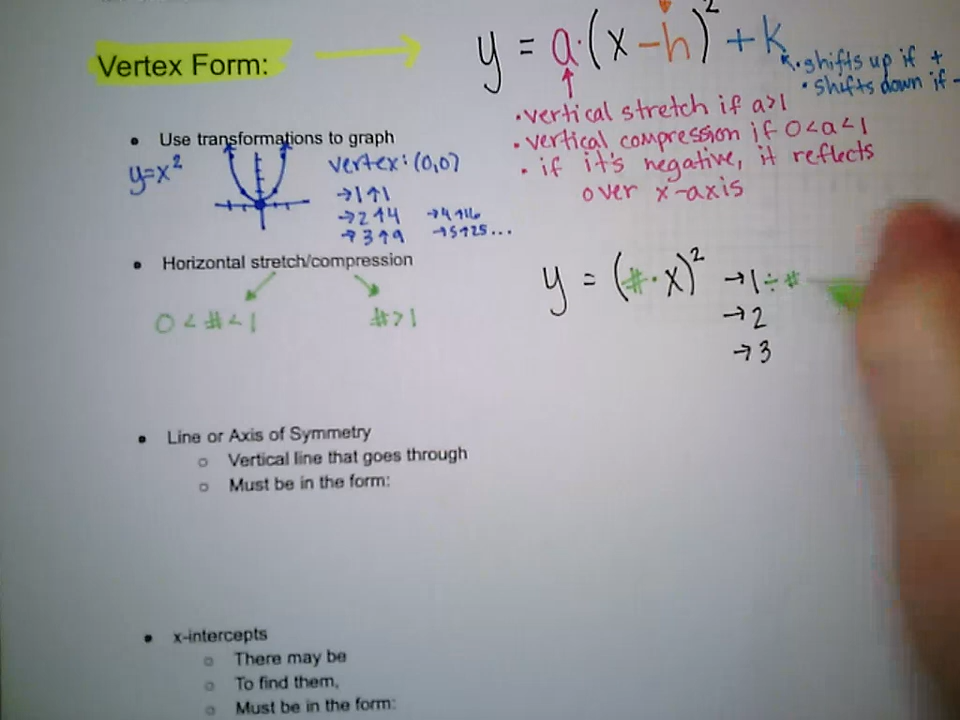 Vertex Form:
y = a·(x-h)² + k
• shifts up if +
• shifts down if -
• vertical stretch if a>1
• vertical compression if 0<a<1
• if it's negative, it reflects
over x-axis
• Use transformations to graph
y=x²
vertex: (0,0)
→1↑1
→2↑4 →4↑16
→3↑9 →5↑25...
• Horizontal stretch/compression
0 < # < 1
# > 1
y = (#·x)²
→1÷#
→2
→3
• Line or Axis of Symmetry
o Vertical line that goes through
o Must be in the form:
• x-intercepts
o There may be
o To find them,
o Must be in the form: